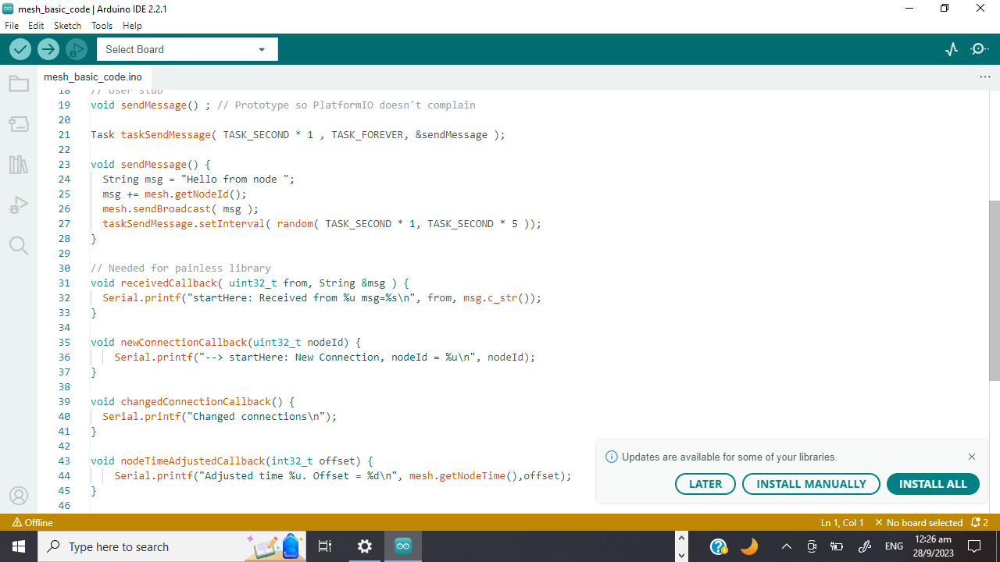 mesh_basic_code | Arduino IDE 2.2.1
File Edit Sketch Tools Help
Select Board
mesh_basic_code.ino
18 // User stub
19 void sendMessage() ; // Prototype so PlatformIO doesn't complain
20
21 Task taskSendMessage( TASK_SECOND * 1 , TASK_FOREVER, &sendMessage );
22
23 void sendMessage() {
24 String msg = "Hello from node ";
25 msg += mesh.getNodeId();
26 mesh.sendBroadcast( msg );
27 taskSendMessage.setInterval( random( TASK_SECOND * 1, TASK_SECOND * 5 ));
28 }
29
30 // Needed for painless library
31 void receivedCallback( uint32_t from, String &msg ) {
32 Serial.printf("startHere: Received from %u msg=%s\n", from, msg.c_str());
33 }
34
35 void newConnectionCallback(uint32_t nodeId) {
36 Serial.printf("--> startHere: New Connection, nodeId = %u\n", nodeId);
37 }
38
39 void changedConnectionCallback() {
40 Serial.printf("Changed connections\n");
41 }
42
43 void nodeTimeAdjustedCallback(int32_t offset) {
44 Serial.printf("Adjusted time %u. Offset = %d\n", mesh.getNodeTime(),offset);
45 }
46
Updates are available for some of your libraries.
LATER INSTALL MANUALLY INSTALL ALL
Offline Ln 1, Col 1 No board selected 2
Type here to search ENG 12:26 am
28/9/2023